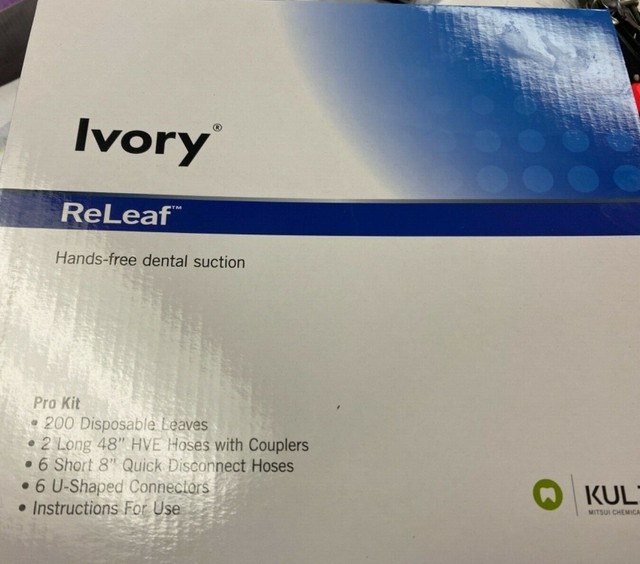 Ivory®
ReLeaf™
Hands-free dental suction
Pro Kit
• 200 Disposable Leaves
• 2 Long 48" HVE Hoses with Couplers
• 6 Short 8" Quick Disconnect Hoses
• 6 U-Shaped Connectors
• Instructions For Use
MITSUI